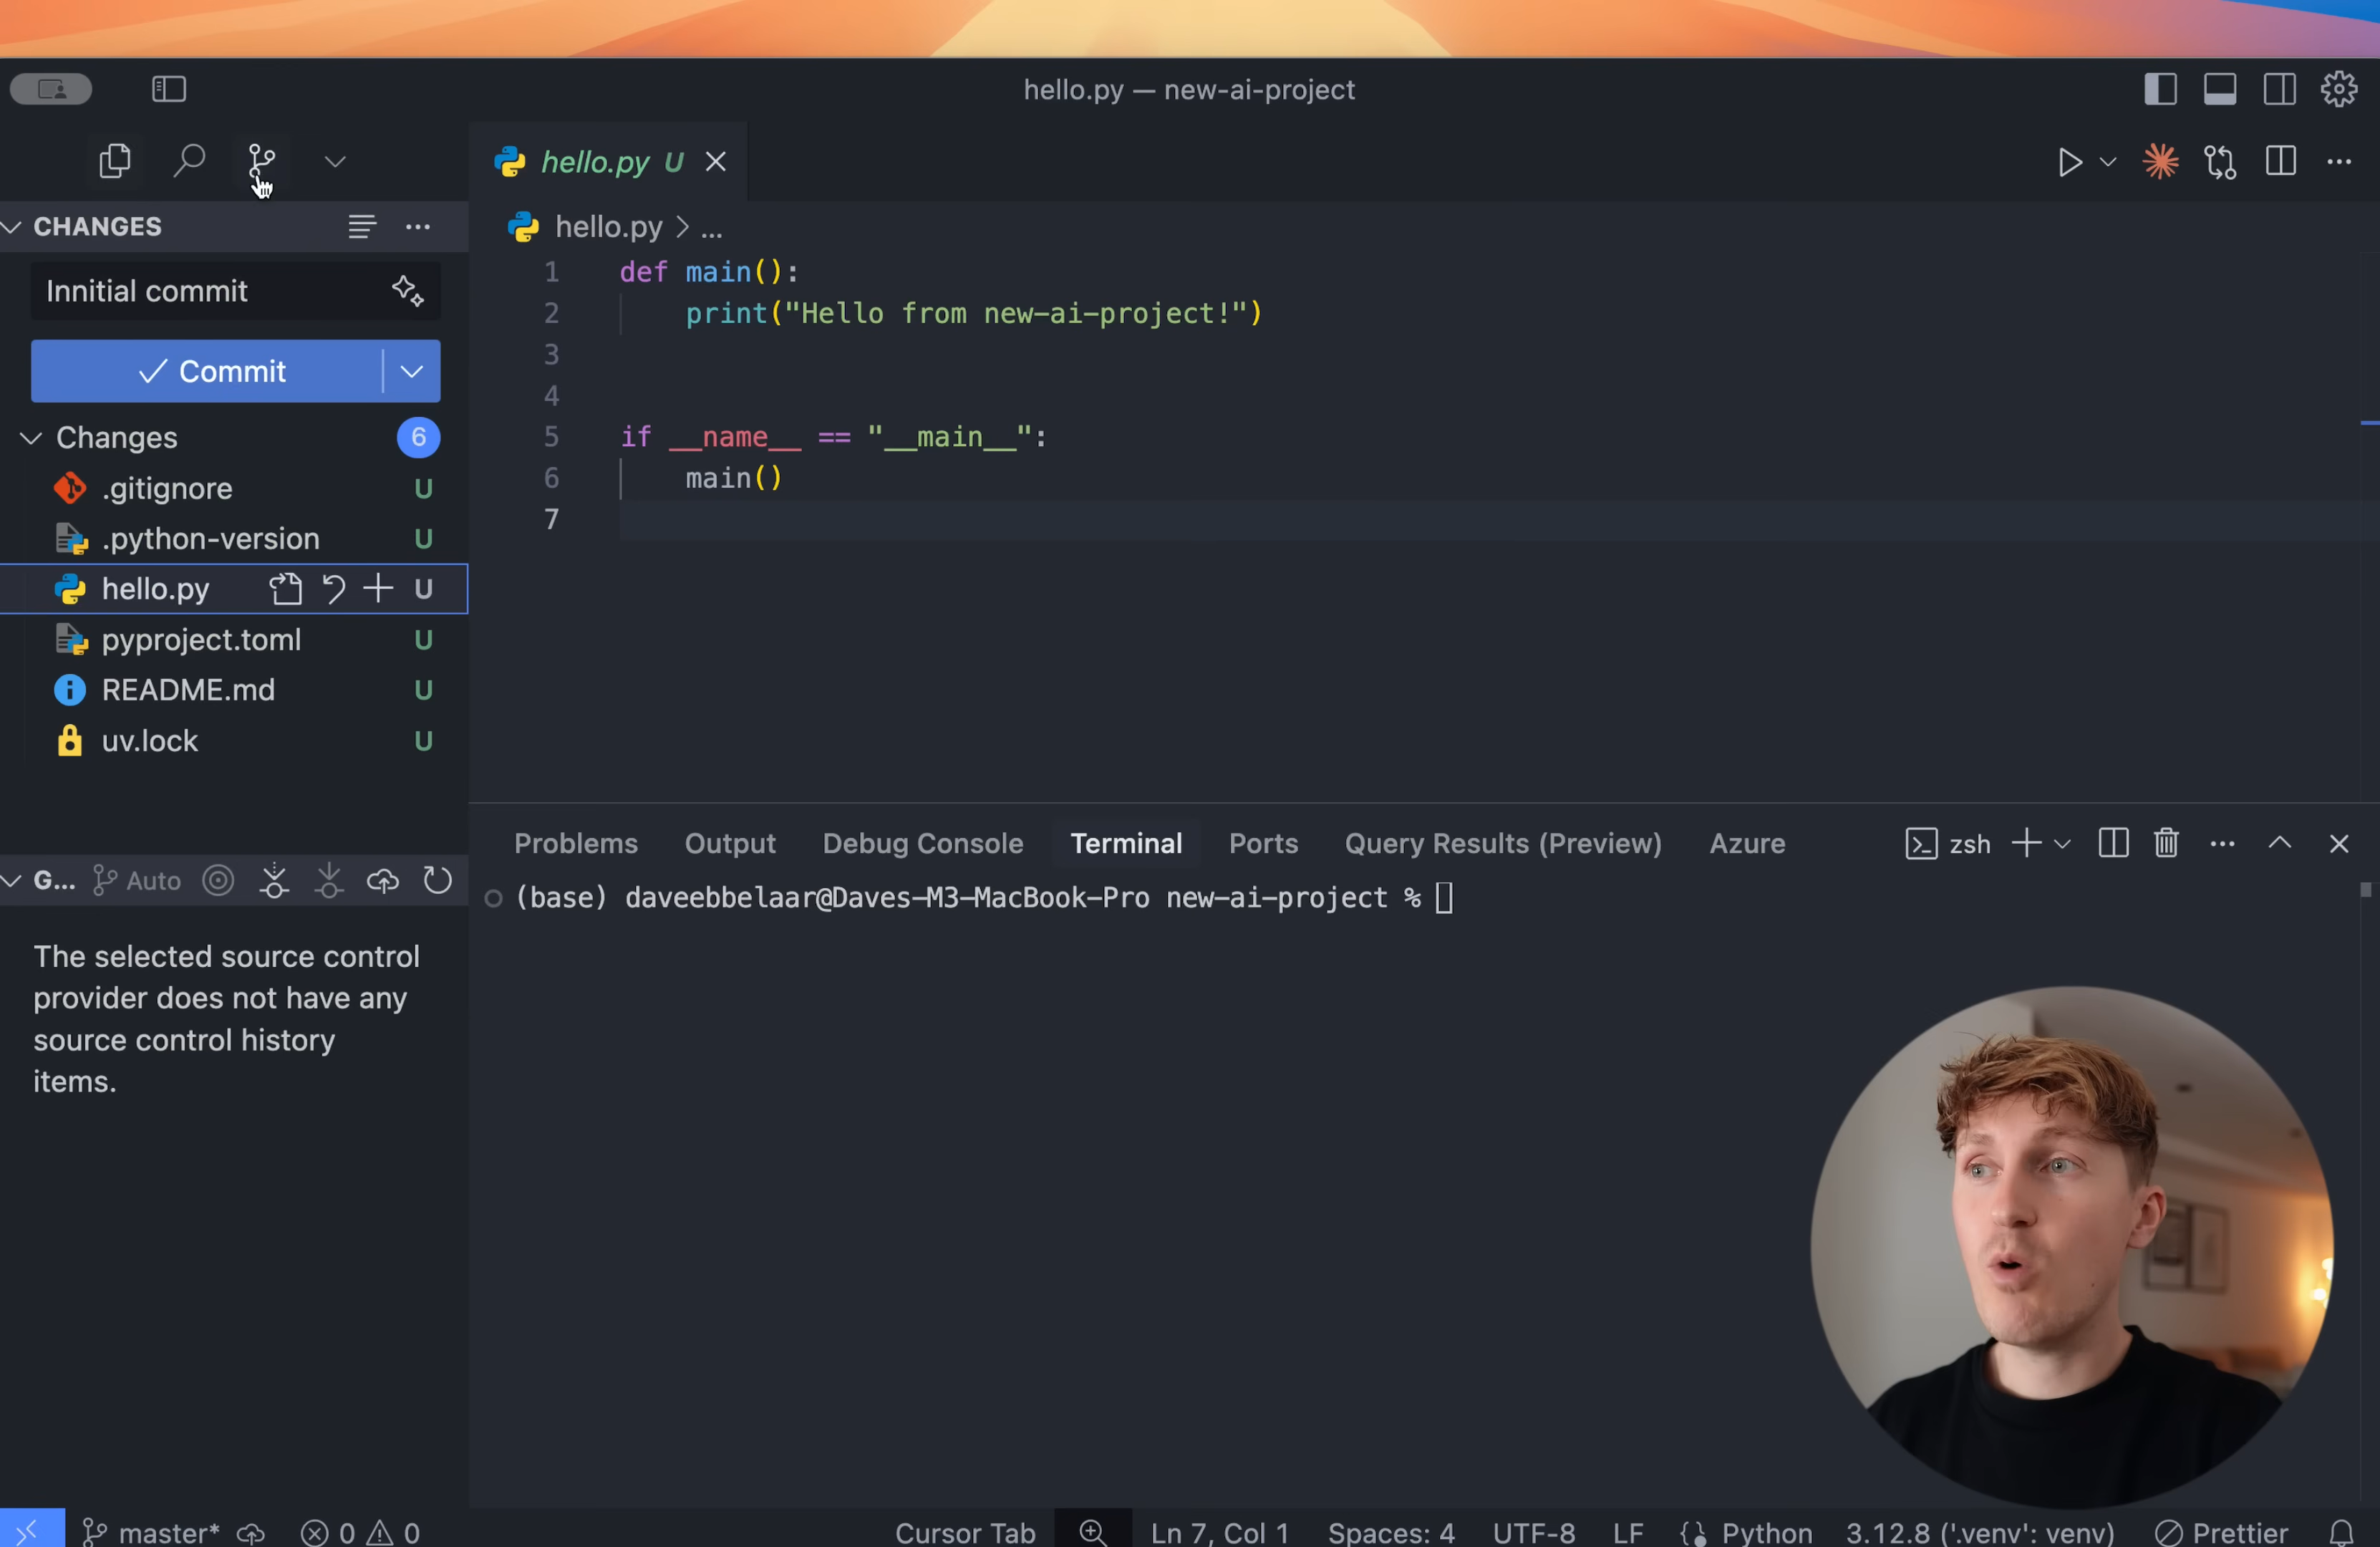 hello.py — new-ai-project
hello.py U
CHANGES
hello.py > ...
Innitial commit
Commit
Changes 6
.gitignore U
.python-version U
hello.py U
pyproject.toml U
README.md U
uv.lock U
1 def main():
2 print("Hello from new-ai-project!")
3
4
5 if __name__ == "__main__":
6 main()
7
Problems Output Debug Console Terminal Ports Query Results (Preview) Azure zsh
G... Auto
(base) daveebbelaar@Daves-M3-MacBook-Pro new-ai-project %
The selected source control
provider does not have any
source control history
items.
master* 0 0 Cursor Tab Ln 7, Col 1 Spaces: 4 UTF-8 LF {} Python 3.12.8 ('.venv': venv) Prettier